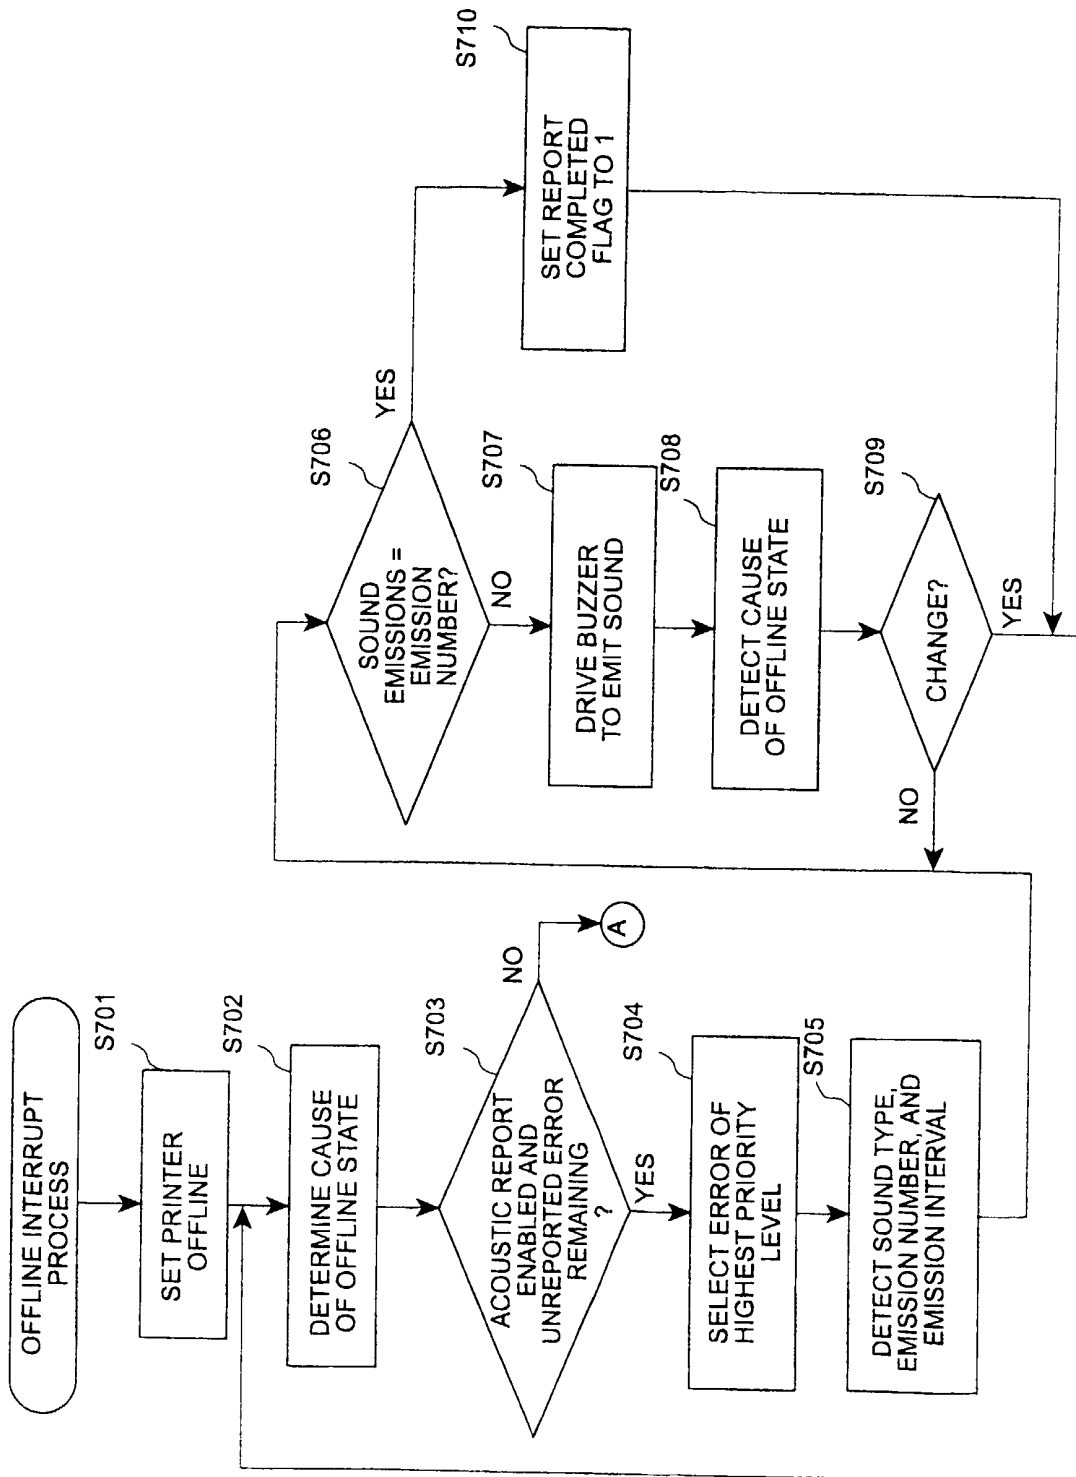 OFFLINE INTERRUPT
PROCESS
S701
SET PRINTER
OFFLINE
S702
DETERMINE CAUSE
OF OFFLINE STATE
S703
ACOUSTIC REPORT
ENABLED AND
UNREPORTED ERROR
REMAINING
?
NO
A
YES
S704
SELECT ERROR OF
HIGHEST PRIORITY
LEVEL
S705
DETECT SOUND TYPE,
EMISSION NUMBER, AND
EMISSION INTERVAL
S706
SOUND
EMISSIONS =
EMISSION
NUMBER?
YES
NO
S707
DRIVE BUZZER
TO EMIT SOUND
S708
DETECT CAUSE
OF OFFLINE STATE
S709
CHANGE?
NO
YES
S710
SET REPORT
COMPLETED
FLAG TO 1